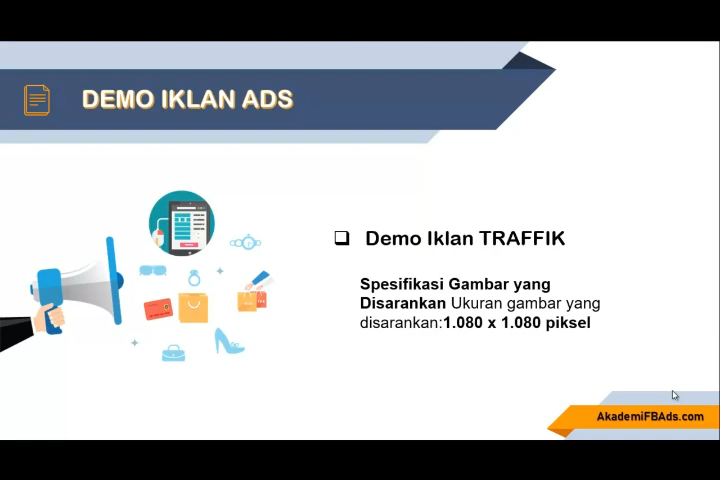 DEMO IKLAN ADS
Demo Iklan TRAFFIK
Spesifikasi Gambar yang
Disarankan Ukuran gambar yang
disarankan:1.080 x 1.080 piksel
AkademiFBAds.com